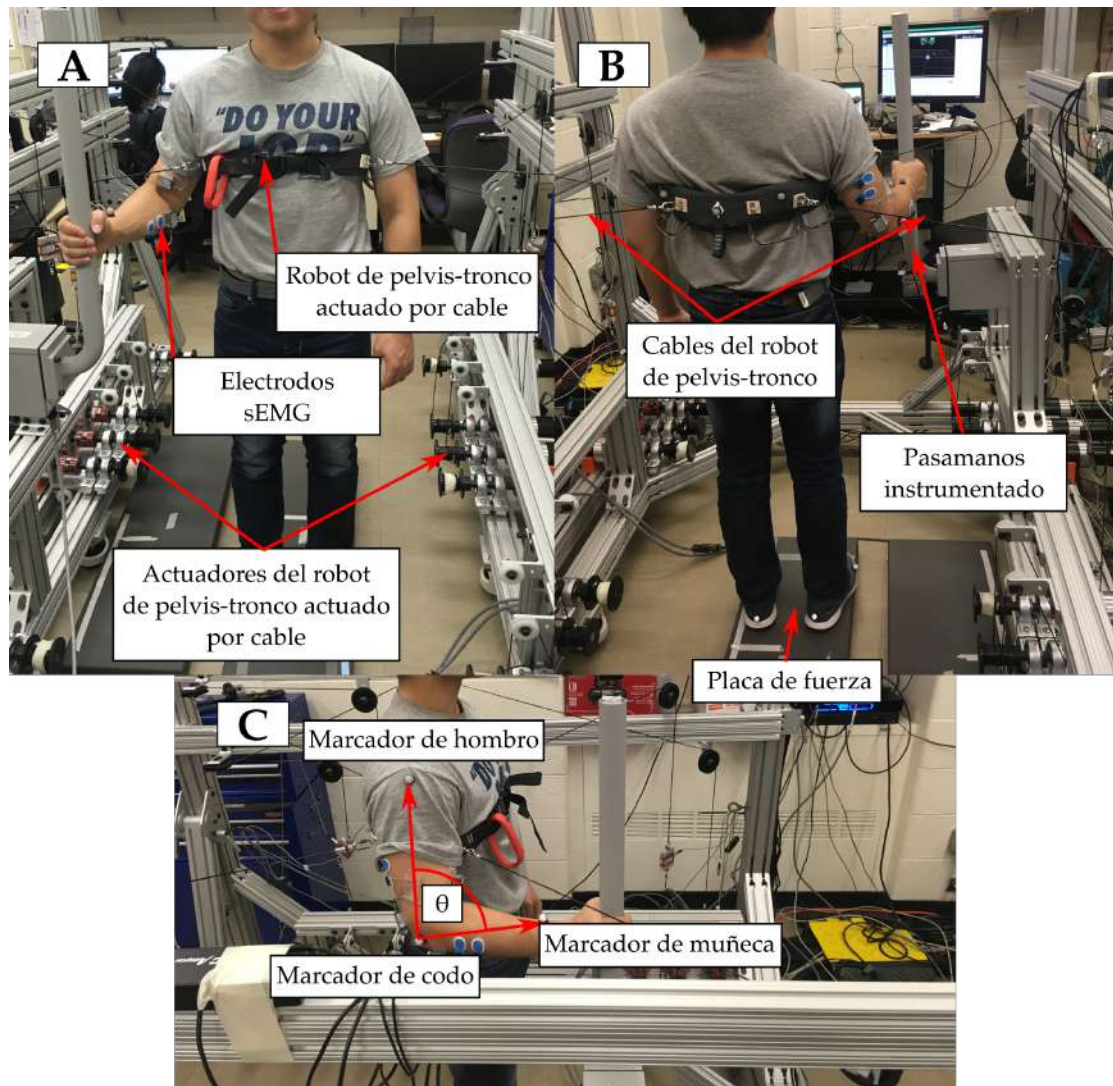 A
"DO YOUR
JOB"
Robot de pelvis-tronco
actuado por cable
Electrodos
sEMG
Actuadores del robot
de pelvis-tronco actuado
por cable
B
Cables del robot
de pelvis-tronco
Pasamanos
instrumentado
Placa de fuerza
C
Marcador de hombro
θ
Marcador de muñeca
Marcador de codo